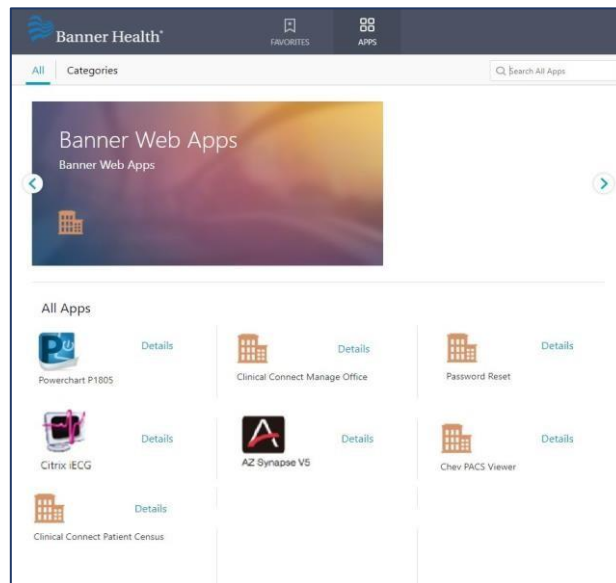 Banner Health®
FAVORITES
APPS
All
Categories
Search All Apps
Banner Web Apps
Banner Web Apps
All Apps
Details
Powerchart P1805
Details
Clinical Connect Manage Office
Details
Password Reset
Details
Citrix iECG
Details
AZ Synapse V5
Details
Chev PACS Viewer
Details
Clinical Connect Patient Census